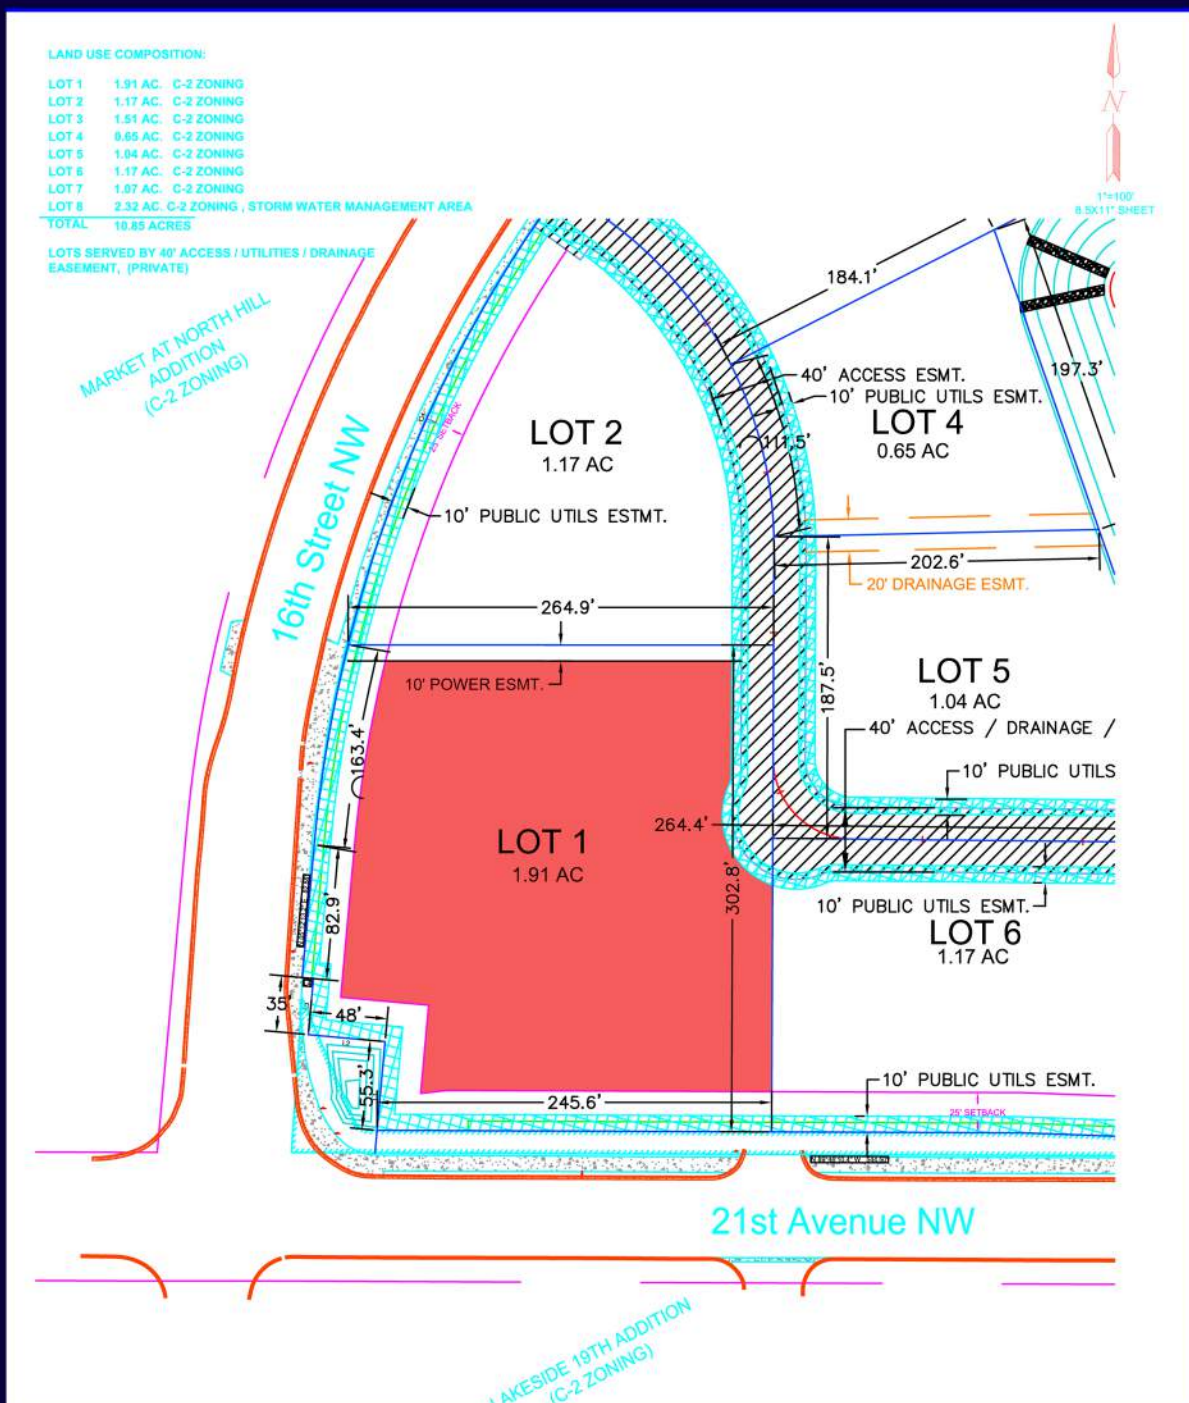 LAND USE COMPOSITION:
LOT 1 1.91 AC. C-2 ZONING
LOT 2 1.17 AC. C-2 ZONING
LOT 3 1.51 AC. C-2 ZONING
LOT 4 0.65 AC. C-2 ZONING
LOT 5 1.04 AC. C-2 ZONING
LOT 6 1.17 AC. C-2 ZONING
LOT 7 1.07 AC. C-2 ZONING
LOT 8 2.32 AC. C-2 ZONING , STORM WATER MANAGEMENT AREA
TOTAL 10.85 ACRES
LOTS SERVED BY 40' ACCESS / UTILITIES / DRAINAGE
EASEMENT, (PRIVATE)
N
1"=100'
8.5X11" SHEET
MARKET AT NORTH HILL
ADDITION
(C-2 ZONING)
16th Street NW
25' SETBACK
LOT 2
1.17 AC
10' PUBLIC UTILS ESTMT.
184.1'
197.3'
40' ACCESS ESMT.
10' PUBLIC UTILS ESMT.
LOT 4
0.65 AC
111.5'
202.6'
20' DRAINAGE ESMT.
264.9'
10' POWER ESMT.
187.5'
LOT 5
1.04 AC
40' ACCESS / DRAINAGE /
10' PUBLIC UTILS
163.4'
LOT 1
1.91 AC
264.4'
302.8'
82.9'
10' PUBLIC UTILS ESMT.
LOT 6
1.17 AC
35'
48'
L2
55.3'
245.6'
10' PUBLIC UTILS ESMT.
25' SETBACK
21st Avenue NW
LAKESIDE 19TH ADDITION
(C-2 ZONING)